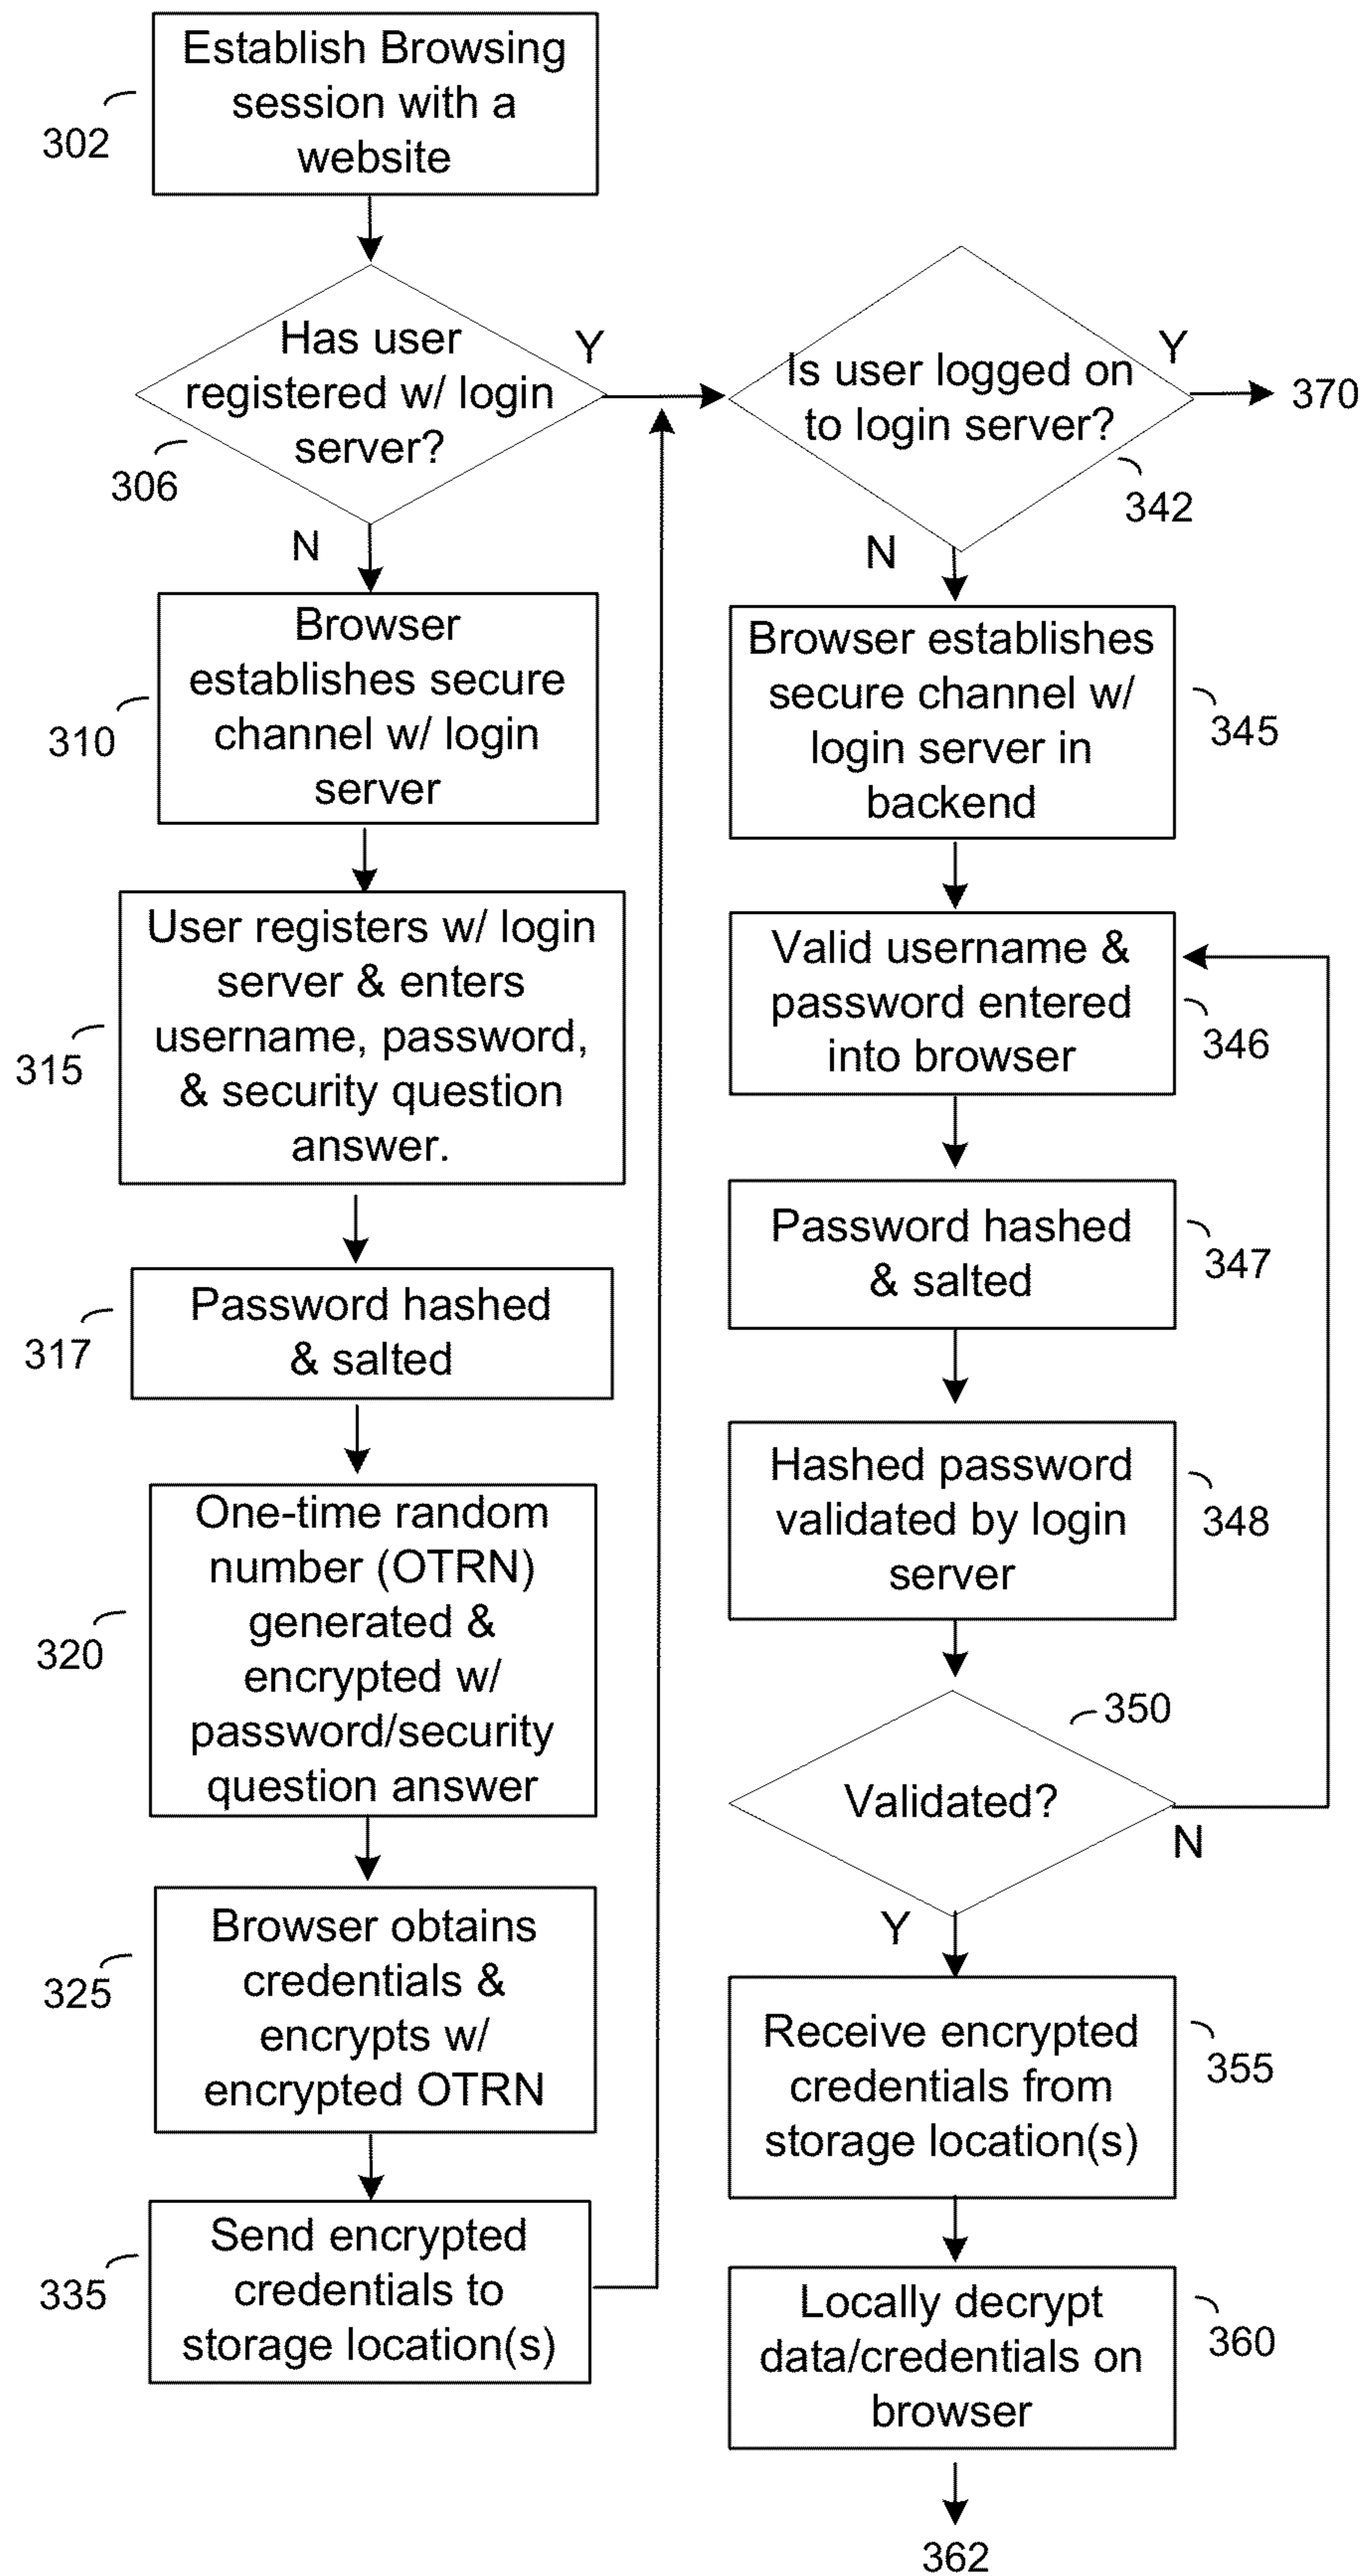 Establish Browsing
session with a
website
302
Has user
registered w/ login
server?
306
Y
N
Browser
establishes secure
channel w/ login
server
310
User registers w/ login
server & enters
username, password,
& security question
answer.
315
Password hashed
& salted
317
One-time random
number (OTRN)
generated &
encrypted w/
password/security
question answer
320
Browser obtains
credentials &
encrypts w/
encrypted OTRN
325
Send encrypted
credentials to
storage location(s)
335
Is user logged on
to login server?
342
Y
370
N
Browser establishes
secure channel w/
login server in
backend
345
Valid username &
password entered
into browser
346
Password hashed
& salted
347
Hashed password
validated by login
server
348
Validated?
350
N
Y
Receive encrypted
credentials from
storage location(s)
355
Locally decrypt
data/credentials on
browser
360
362